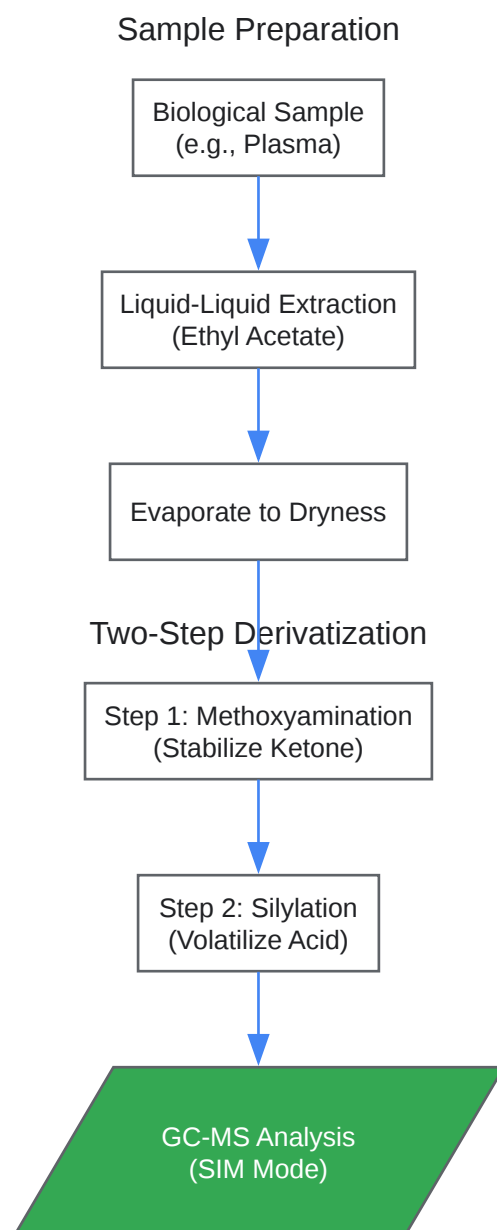 Sample Preparation
Biological Sample
(e.g., Plasma)
Liquid-Liquid Extraction
(Ethyl Acetate)
Evaporate to Dryness
Two-Step Derivatization
Step 1: Methoxyamination
(Stabilize Ketone)
Step 2: Silylation
(Volatilize Acid)
GC-MS Analysis
(SIM Mode)